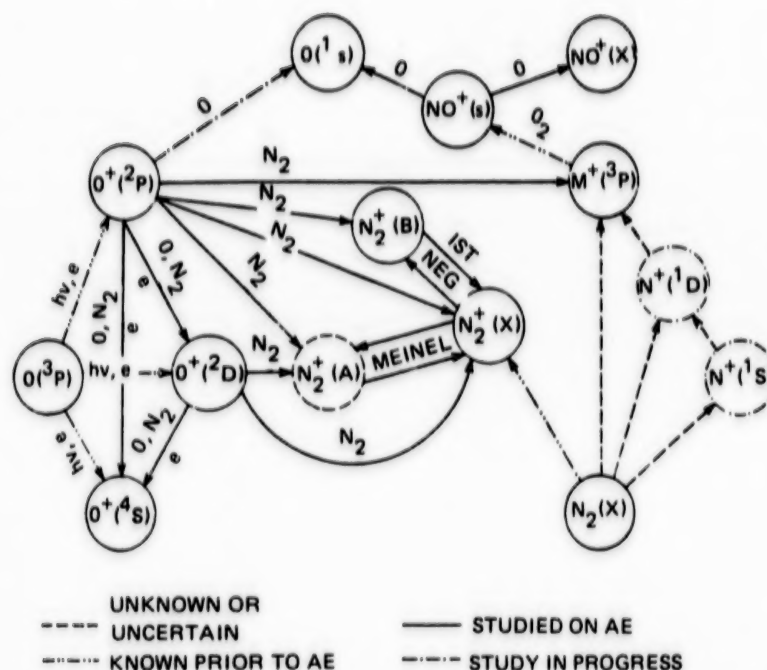 O(¹s)
O
NO⁺(s)
O
NO⁺(X)
O
O₂
O⁺(²P)
N₂
M⁺(³P)
N₂
N₂⁺(B)
1ST
NEG
N₂
N₂
N⁺(¹D)
hν, e
O, N₂
e
O, N₂
e
N₂⁺(X)
O(³P)
hν, e
O⁺(²D)
N₂
N₂⁺(A)
MEINEL
N⁺(¹S
hν, e
O, N₂
e
N₂
O⁺(⁴S)
N₂(X)
UNKNOWN OR
UNCERTAIN
STUDIED ON AE
KNOWN PRIOR TO AE
STUDY IN PROGRESS